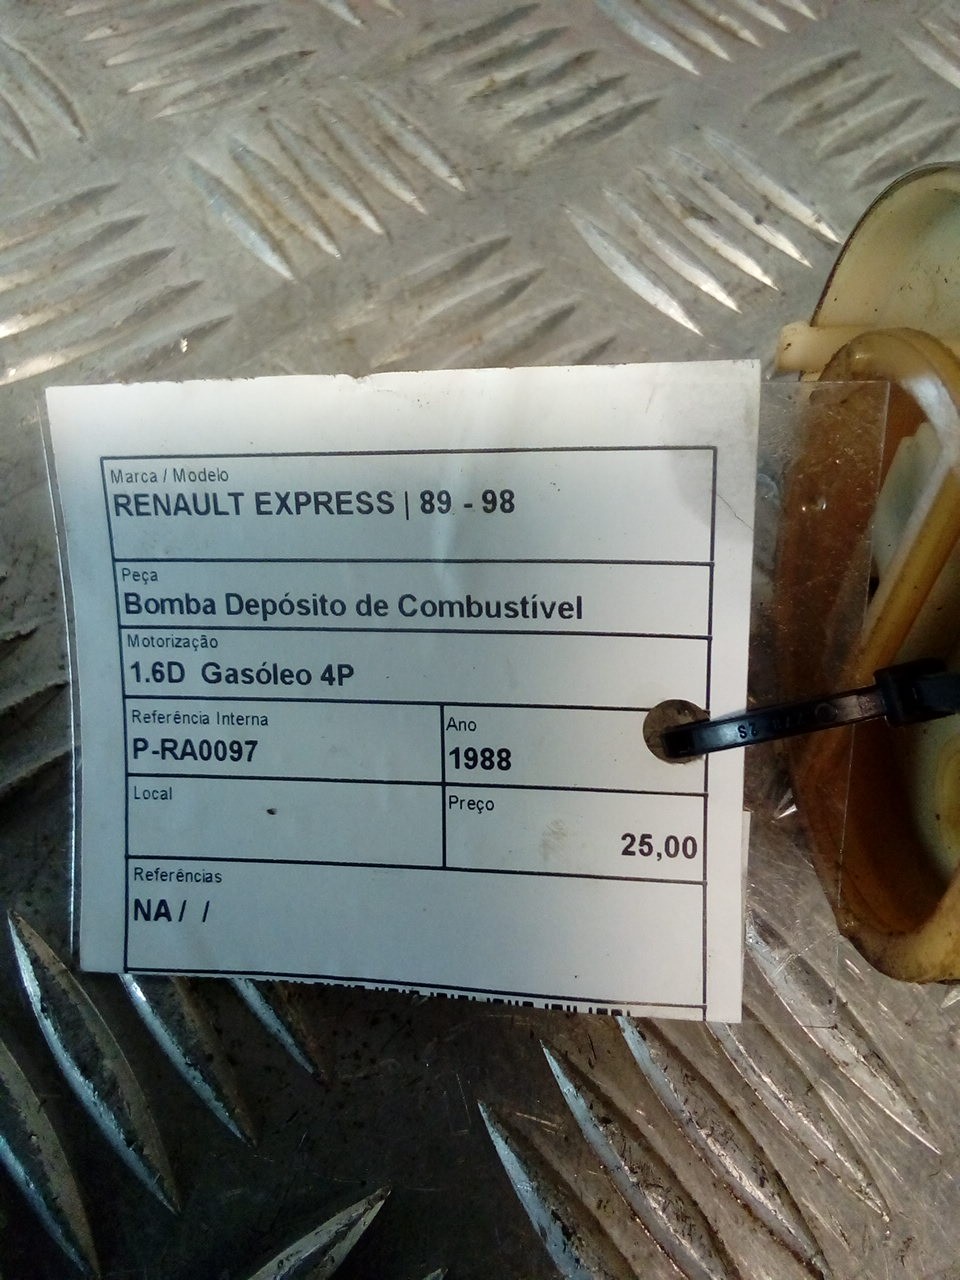 Marca / Modelo
RENAULT EXPRESS | 89 - 98
Peça
Bomba Depósito de Combustível
Motorização
1.6D Gasóleo 4P
Referência Interna
P-RA0097
Ano
1988
Local
Preço
25,00
Referências
NA / /